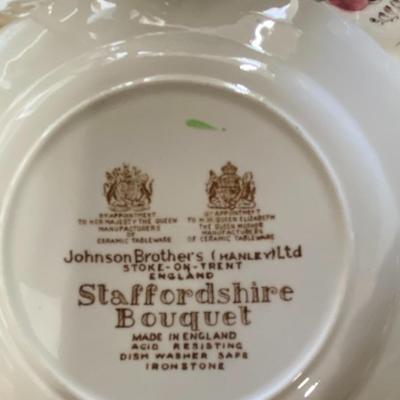 BY APPOINTMENT
TO HER MAJESTY THE QUEEN
MANUFACTURERS
OF
CERAMIC TABLEWARE
BY APPOINTMENT
TO H.M. QUEEN ELIZABETH
THE QUEEN MOTHER
MANUFACTURERS
OF CERAMIC TABLEWARE
Johnson Brothers (HANLEY) Ltd
STOKE-ON-TRENT
ENGLAND
Staffordshire
Bouquet
MADE IN ENGLAND
ACID RESISTING
DISH WASHER SAFE
IRONSTONE